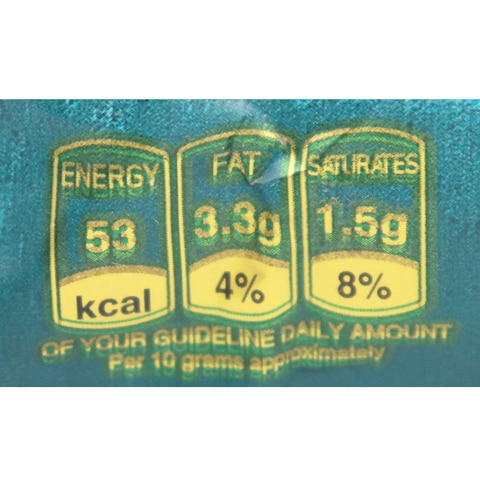 ENERGY FAT SATURATES
53 3.3g 1.5g
kcal 4% 8%
OF YOUR GUIDELINE DAILY AMOUNT
Per 10 grams approximately